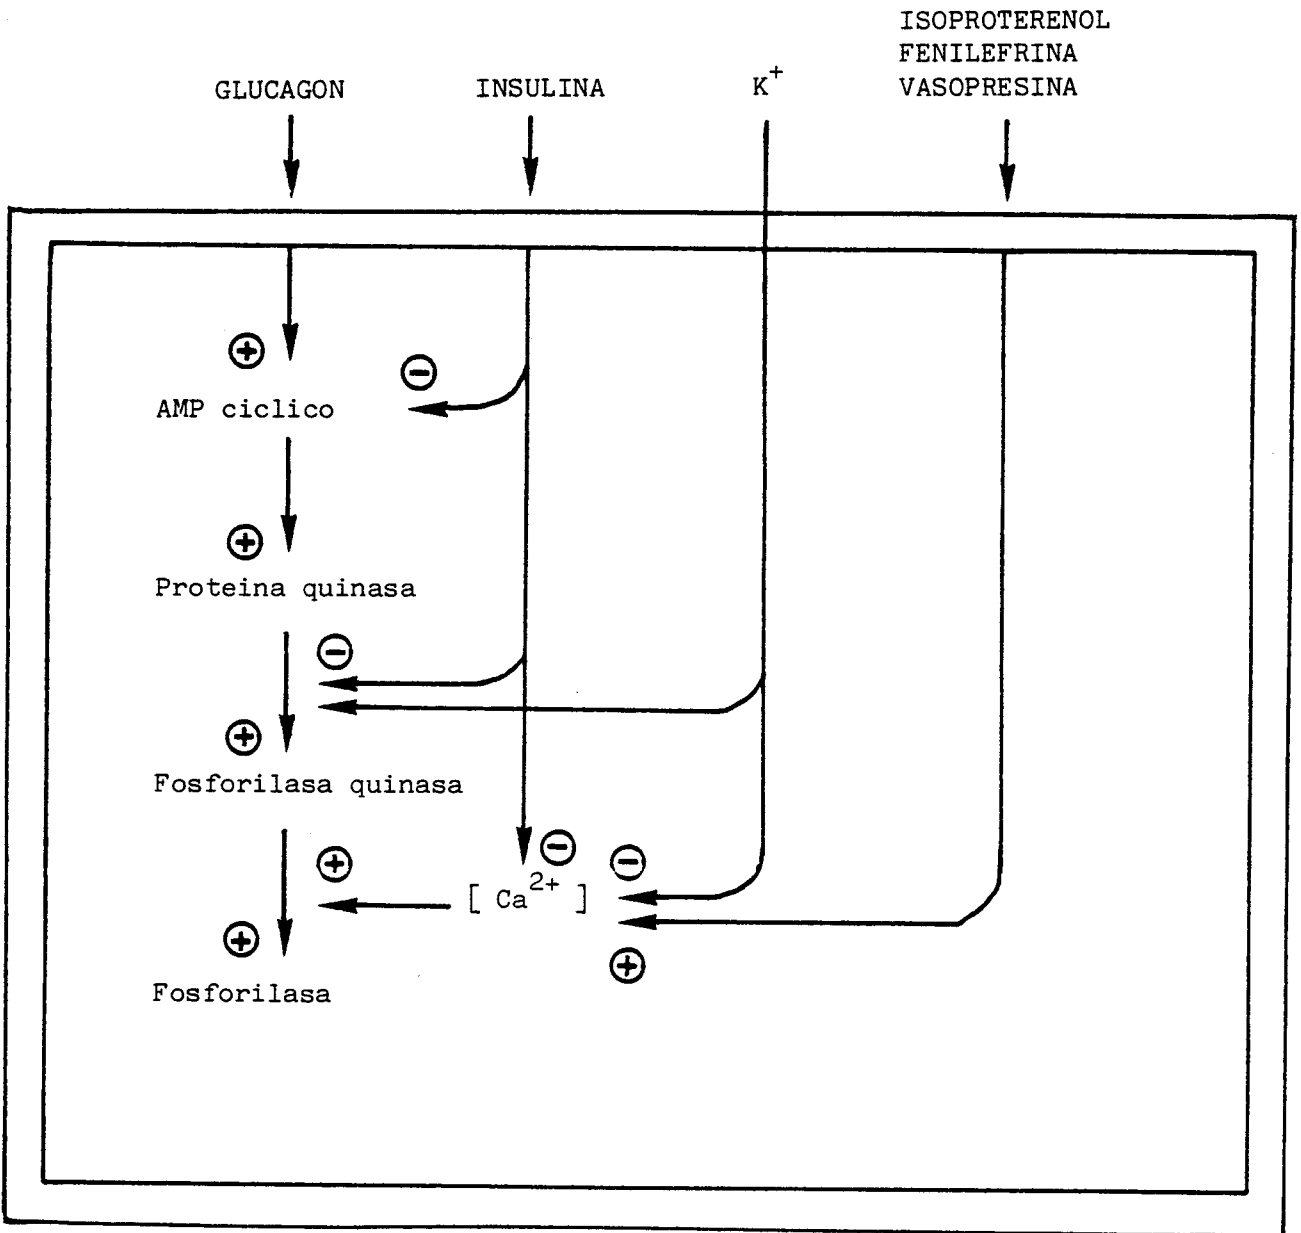 ISOPROTERENOL
FENILEFRINA
VASOPRESINA
GLUCAGON
INSULINA
K+
+
-
AMP ciclico
+
Proteina quinasa
-
+
Fosforilasa quinasa
+
-
-
[ Ca2+ ]
+
+
Fosforilasa